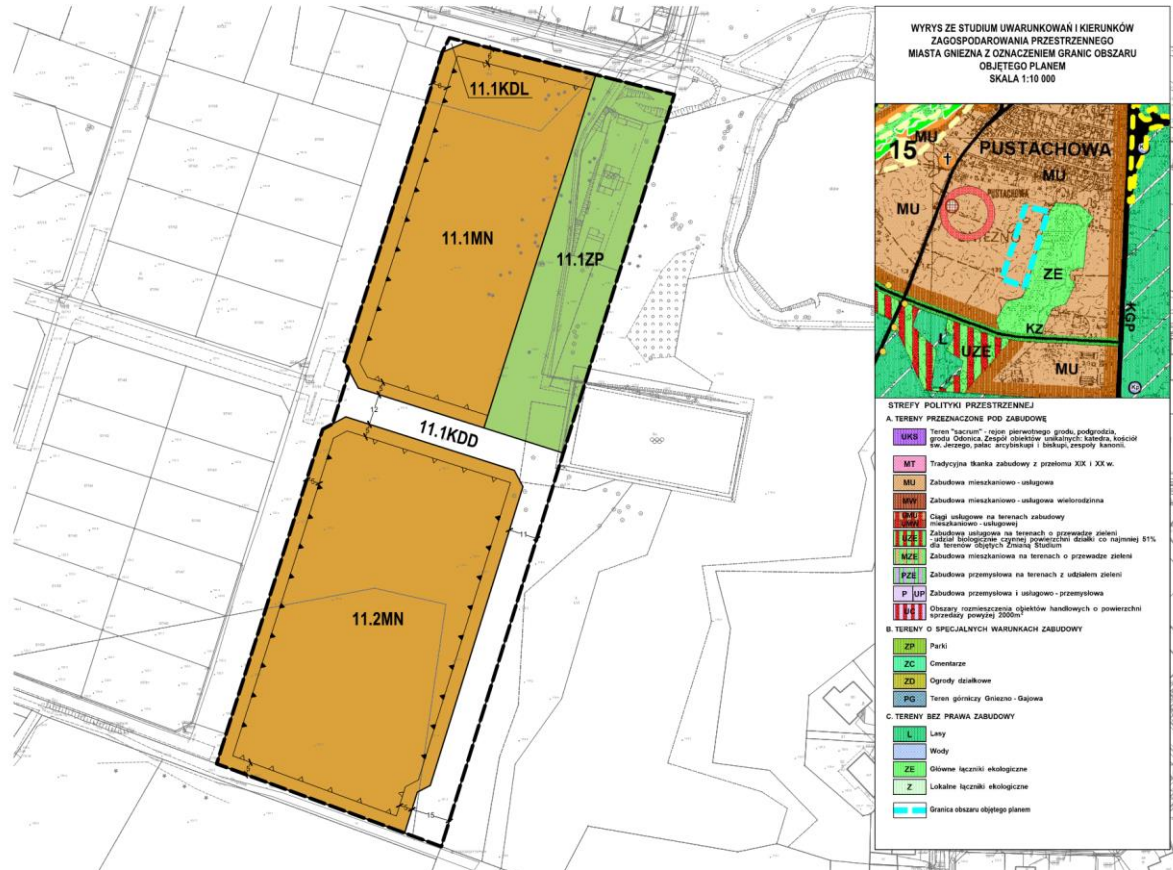 11.1KDL
11.1MN
11.1ZP
12
11.1KDD
11
11.2MN
15
WYRYS ZE STUDIUM UWARUNKOWAŃ I KIERUNKÓW
ZAGOSPODAROWANIA PRZESTRZENNEGO
MIASTA GNIEZNA Z OZNACZENIEM GRANIC OBSZARU
OBJĘTEGO PLANEM
SKALA 1:10 000
MU
15
PUSTACHOWA
MU
MU
PUSTACHOWA
ZE
KGP
KZ
L
UZE
MU
STREFY POLITYKI PRZESTRZENNEJ
A. TERENY PRZEZNACZONE POD ZABUDOWĘ
UKS Teren "sacrum" - rejon pierwotnego grodu, podgrodzia,
grodu Odonica. Zespół obiektów unikalnych: katedra, kościół
św. Jerzego, pałac arcybiskupi i biskupi, zespoły kanonii.
MT Tradycyjna tkanka zabudowy z przełomu XIX i XX w.
MU Zabudowa mieszkaniowo - usługowa
MW Zabudowa mieszkaniowo - usługowa wielorodzinna
UMU UMW Ciągi usługowe na terenach zabudowy
mieszkaniowo - usługowej
UZE Zabudowa usługowa na terenach o przewadze zieleni
- udział biologicznie czynnej powierzchni działki co najmniej 51%
dla terenów objętych Zmianą Studium
MZE Zabudowa mieszkaniowa na terenach o przewadze zieleni
PZE Zabudowa przemysłowa na terenach z udziałem zieleni
P UP Zabudowa przemysłowa i usługowo - przemysłowa
UC Obszary rozmieszczenia obiektów handlowych o powierzchni
sprzedaży powyżej 2000m²
B. TERENY O SPECJALNYCH WARUNKACH ZABUDOWY
ZP Parki
ZC Cmentarze
ZD Ogrody działkowe
PG Teren górniczy Gniezno - Gajowa
C. TERENY BEZ PRAWA ZABUDOWY
L Lasy
Wody
ZE Główne łączniki ekologiczne
Z Lokalne łączniki ekologiczne
Granica obszaru objętego planem